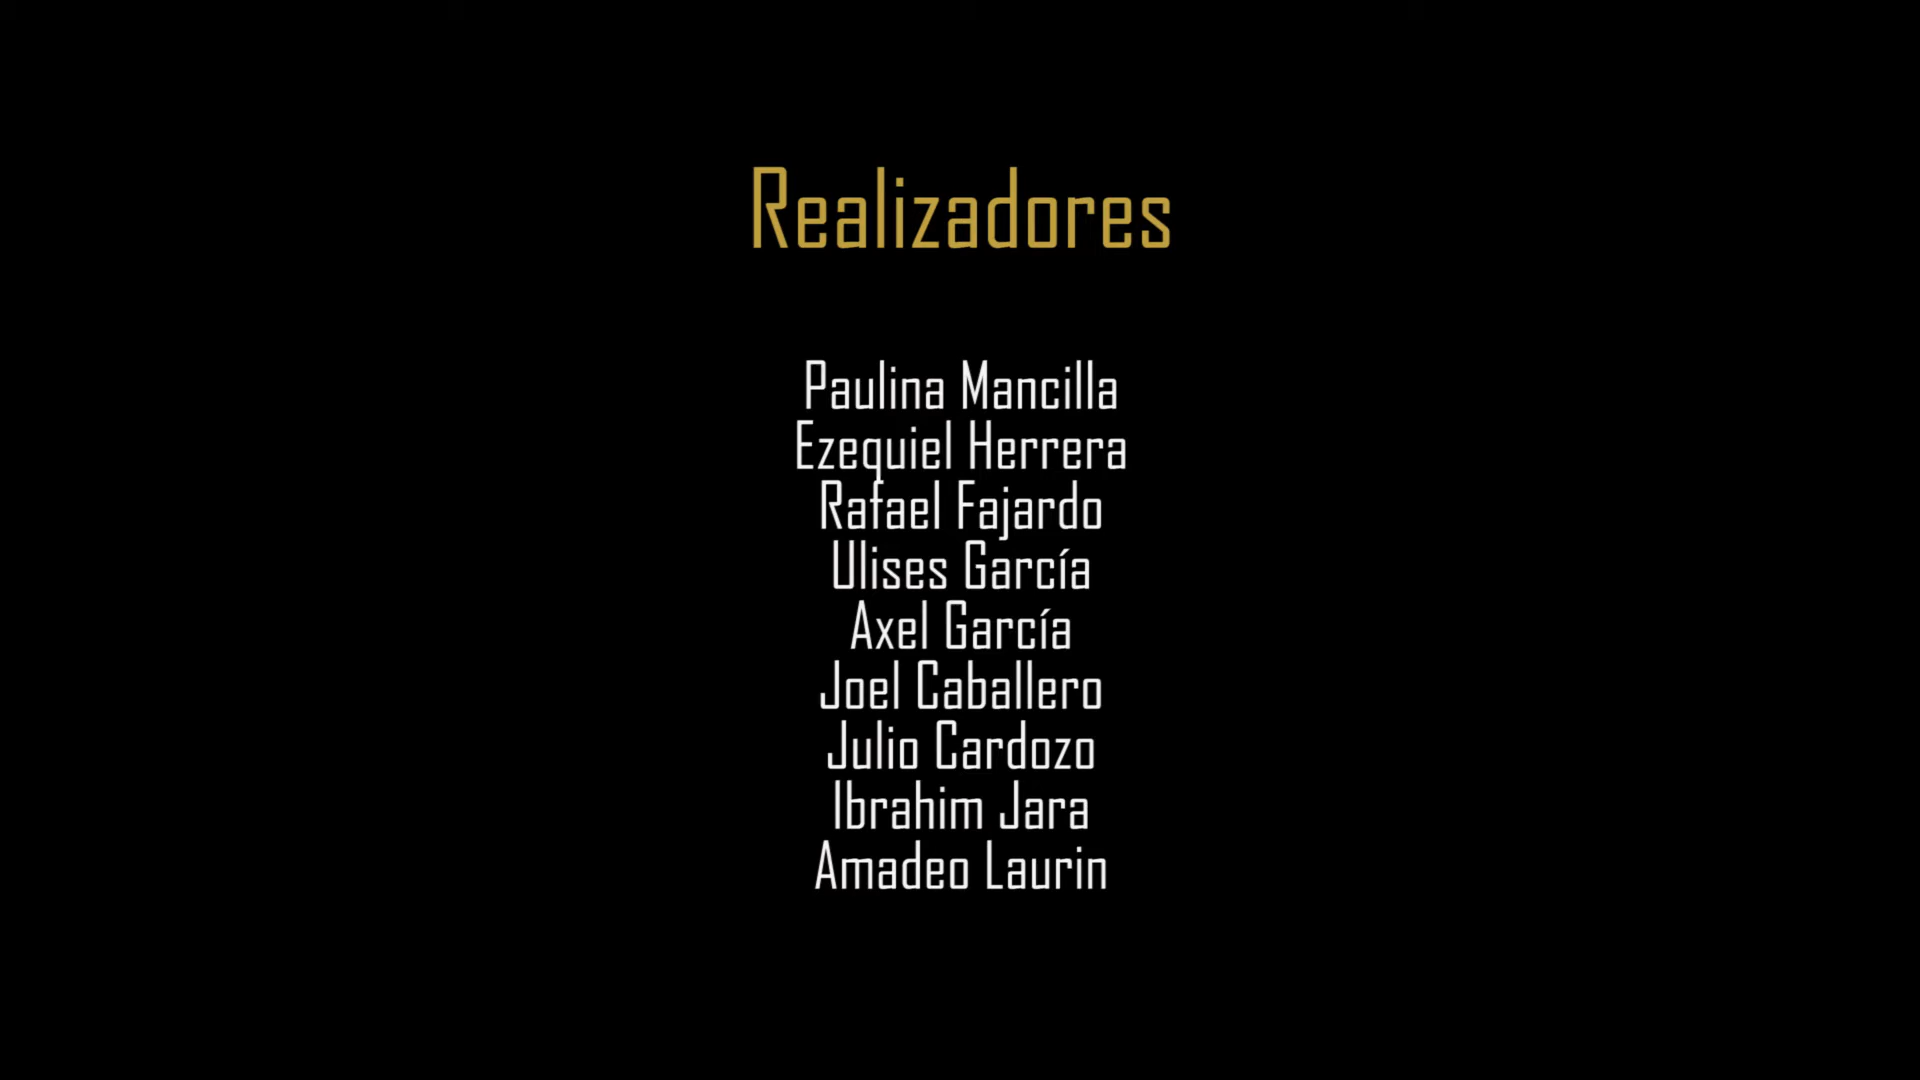 Realizadores
Paulina Mancilla
Ezequiel Herrera
Rafael Fajardo
Ulises García
Axel García
Joel Caballero
Julio Cardozo
Ibrahim Jara
Amadeo Laurin